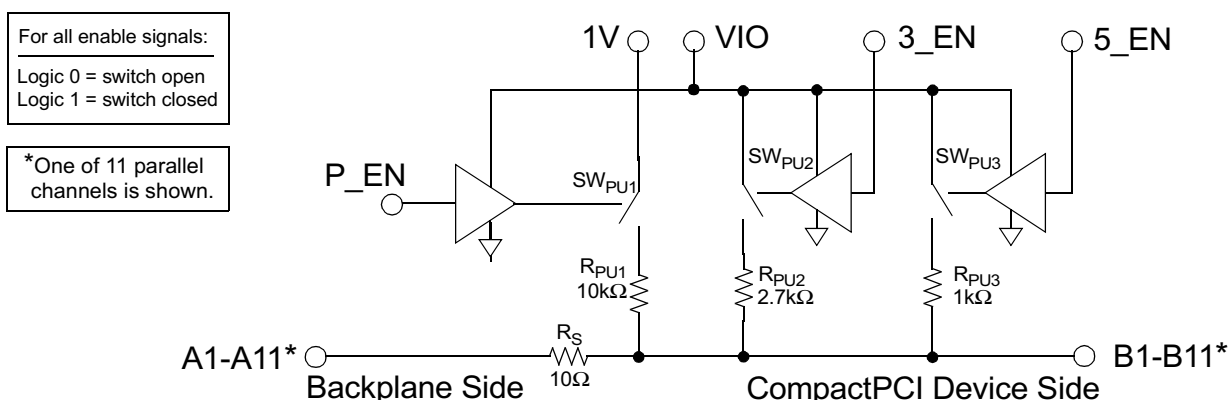 For all enable signals:
Logic 0 = switch open
Logic 1 = switch closed
*One of 11 parallel
channels is shown.
1V
VIO
3_EN
5_EN
P_EN
SWPU1
SWPU2
SWPU3
RPU1
10kΩ
RPU2
2.7kΩ
RPU3
1kΩ
A1-A11*
RS
10Ω
B1-B11*
Backplane Side
CompactPCI Device Side